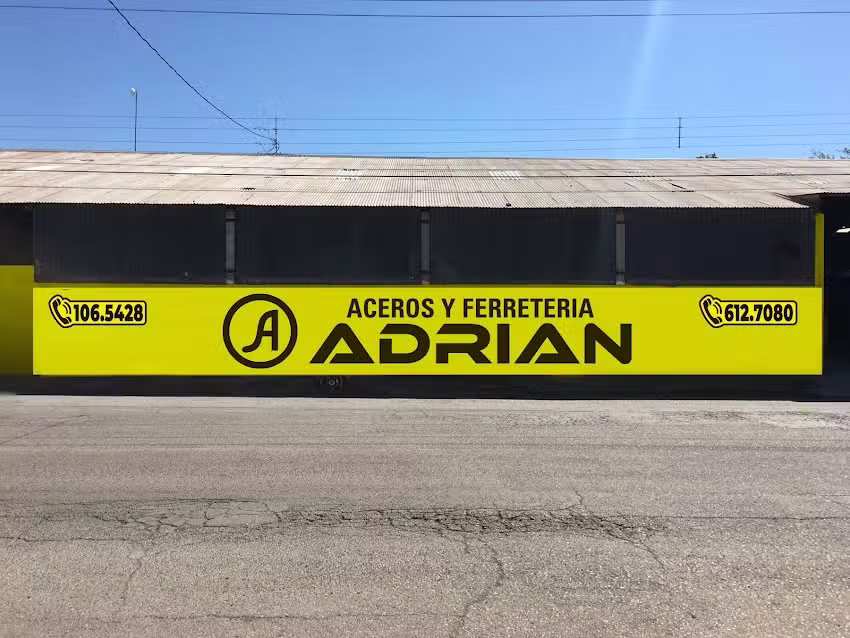 106.5428
A
ACEROS Y FERRETERIA
ADRIAN
612.7080